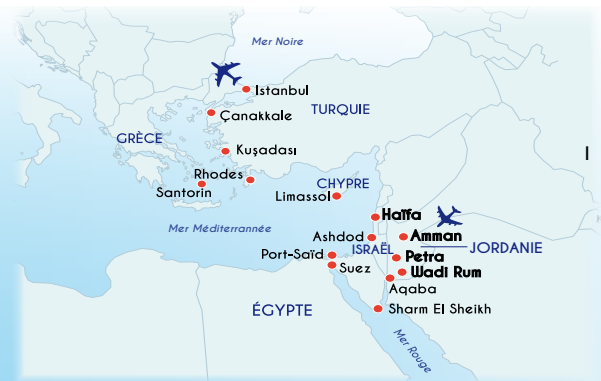 Mer Noire
Istanbul
TURQUIE
Çanakkale
GRÈCE
Kuşadası
Rhodes
Santorin
CHYPRE
Limassol
I
Haïfa
Mer Méditerrannée
Ashdod
Amman
ISRAËL
JORDANIE
Port-Saïd
Petra
Suez
Wadi Rum
Aqaba
ÉGYPTE
Sharm El Sheikh
Mer Rouge